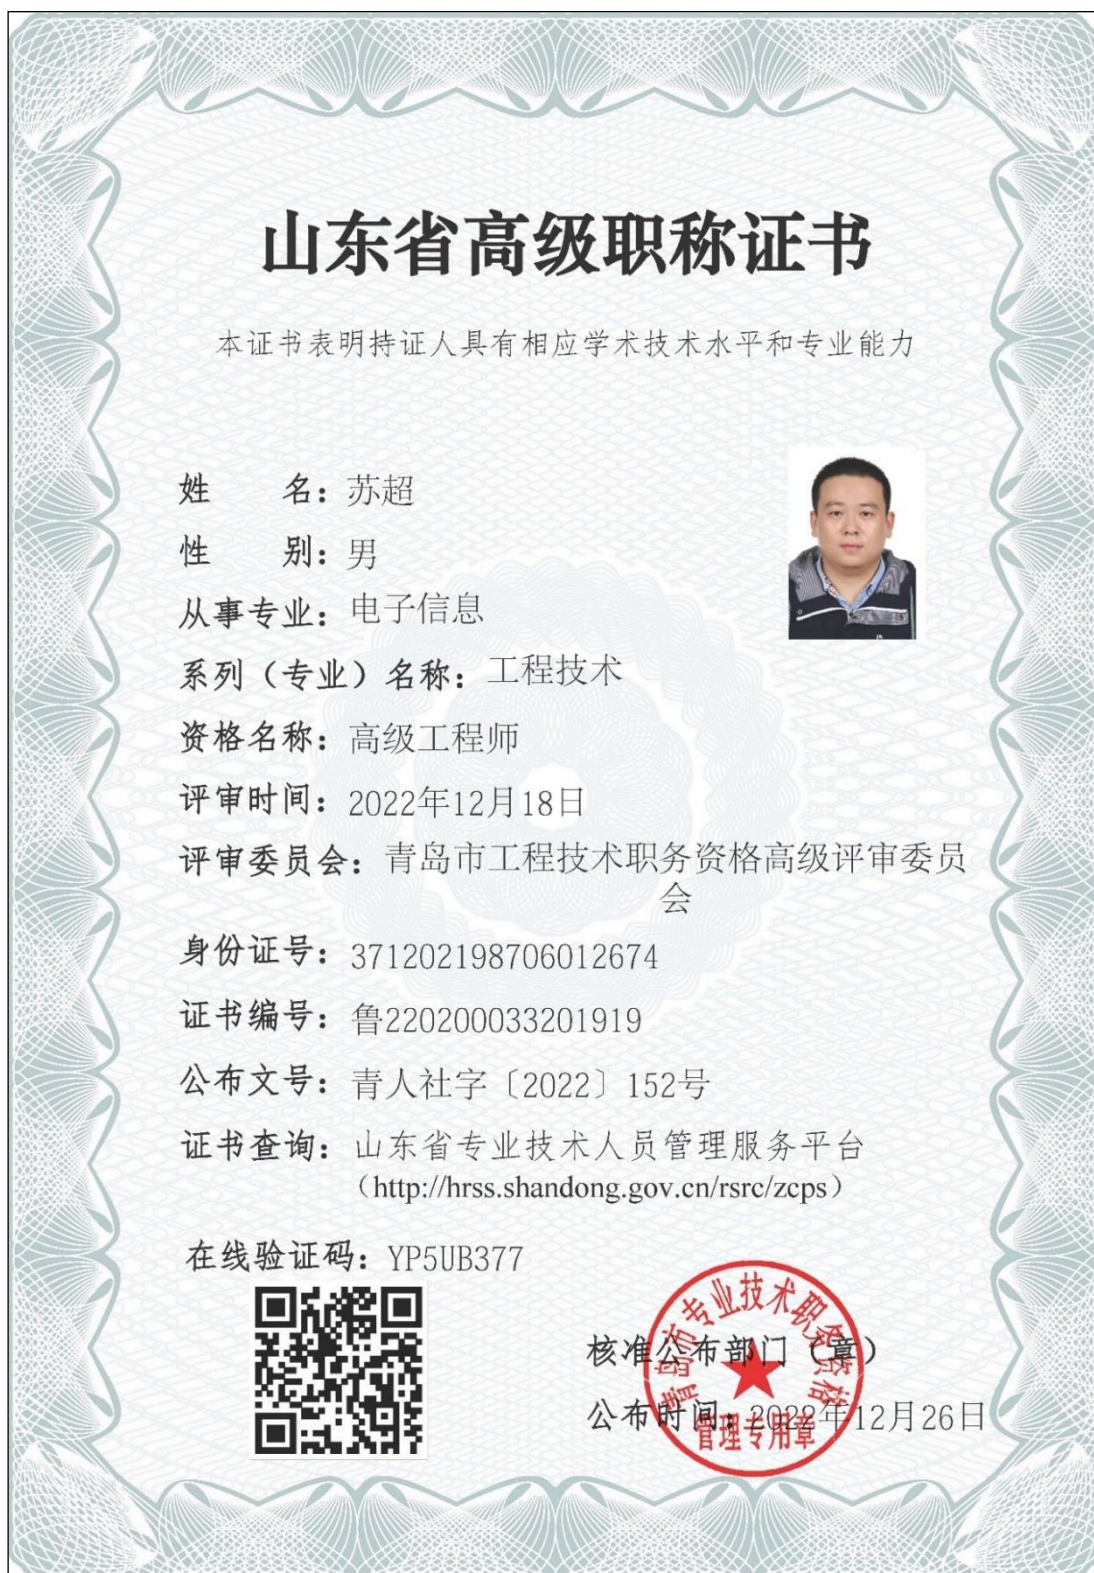 山东省高级职称证书
本证书表明持证人具有相应学术技术水平和专业能力
姓 名：苏超
性 别：男
从事专业：电子信息
系列（专业）名称：工程技术
资格名称：高级工程师
评审时间：2022年12月18日
评审委员会：青岛市工程技术职务资格高级评审委员
会
身份证号：371202198706012674
证书编号：鲁220200033201919
公布文号：青人社字〔2022〕152号
证书查询：山东省专业技术人员管理服务平台
（http://hrss.shandong.gov.cn/rsrc/zcps）
在线验证码：YP5UB377
核准公布部门（章）
公布时间：2022年12月26日
青岛市专业技术职务资格
管理专用章